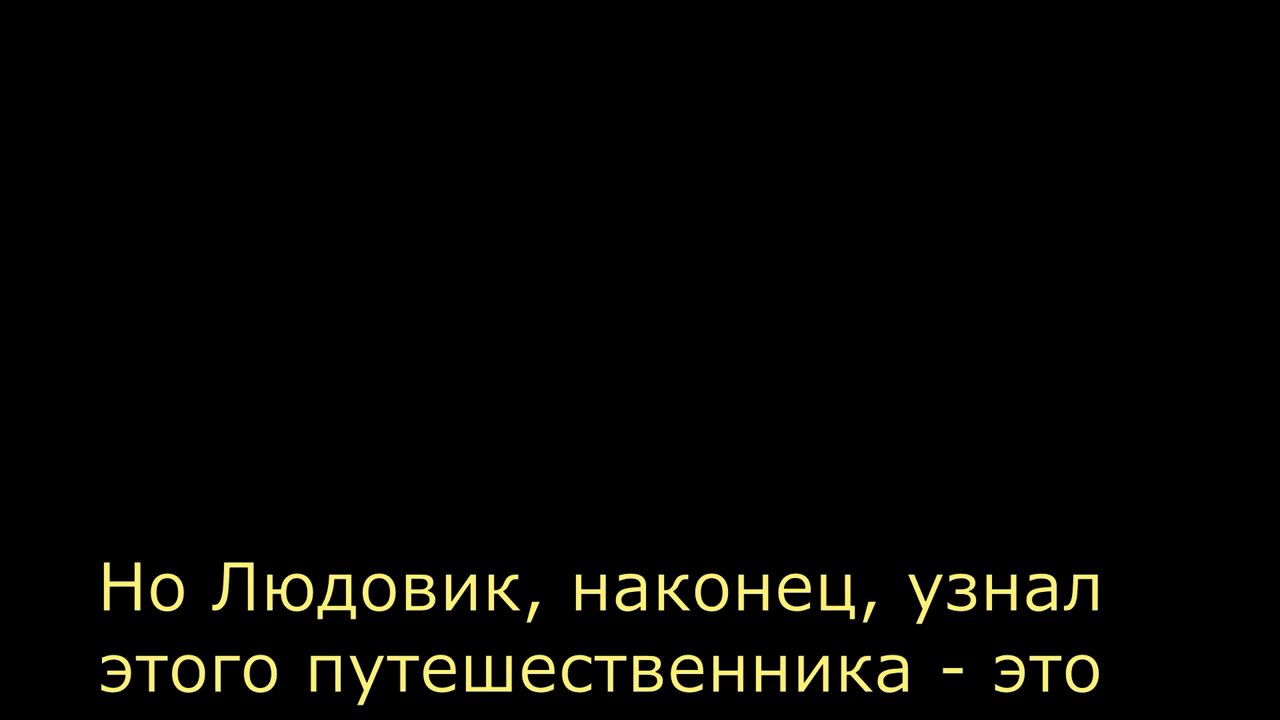 Но Людовик, наконец, узнал
этого путешественника - это